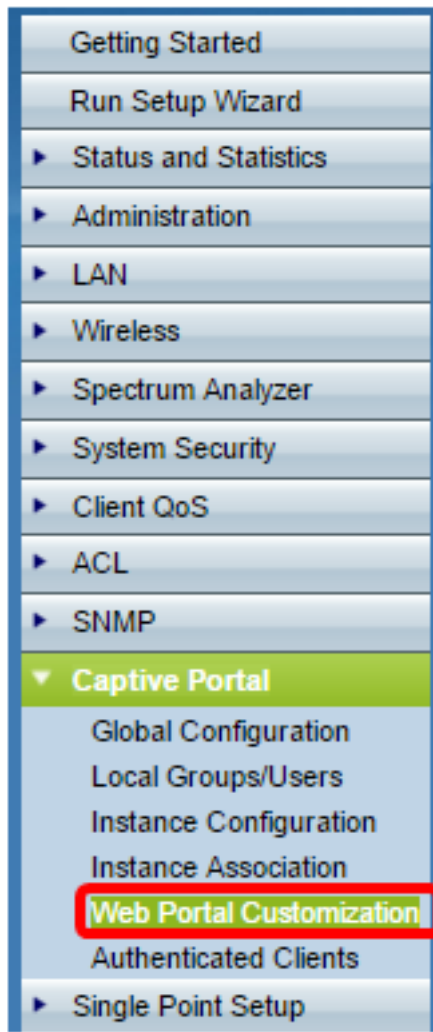 Getting Started
Run Setup Wizard
Status and Statistics
Administration
LAN
Wireless
Spectrum Analyzer
System Security
Client QoS
ACL
SNMP
Captive Portal
Global Configuration
Local Groups/Users
Instance Configuration
Instance Association
Web Portal Customization
Authenticated Clients
Single Point Setup